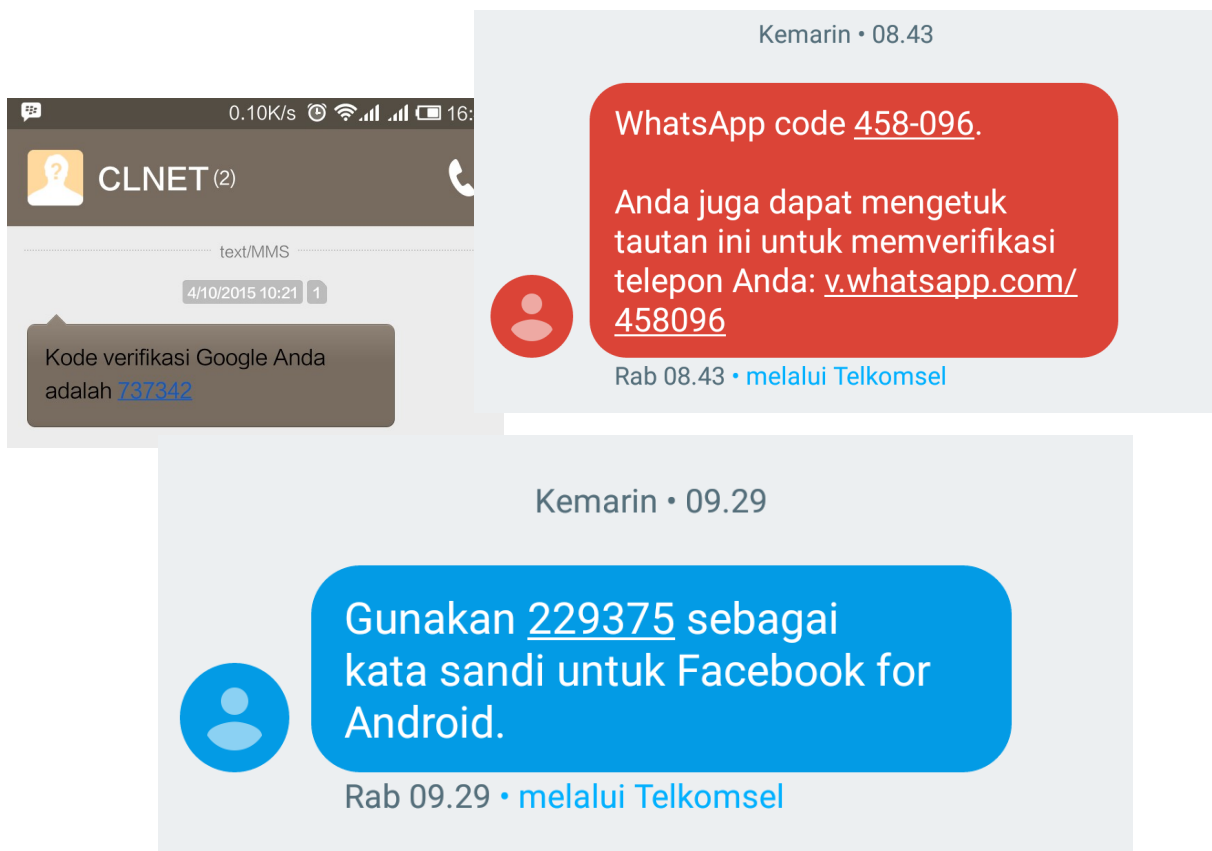 0.10K/s 16:
CLNET (2)
text/MMS
4/10/2015 10:21 1
Kode verifikasi Google Anda
adalah 737342
Kemarin • 08.43
WhatsApp code 458-096.
Anda juga dapat mengetuk
tautan ini untuk memverifikasi
telepon Anda: v.whatsapp.com/
458096
Rab 08.43 • melalui Telkomsel
Kemarin • 09.29
Gunakan 229375 sebagai
kata sandi untuk Facebook for
Android.
Rab 09.29 • melalui Telkomsel